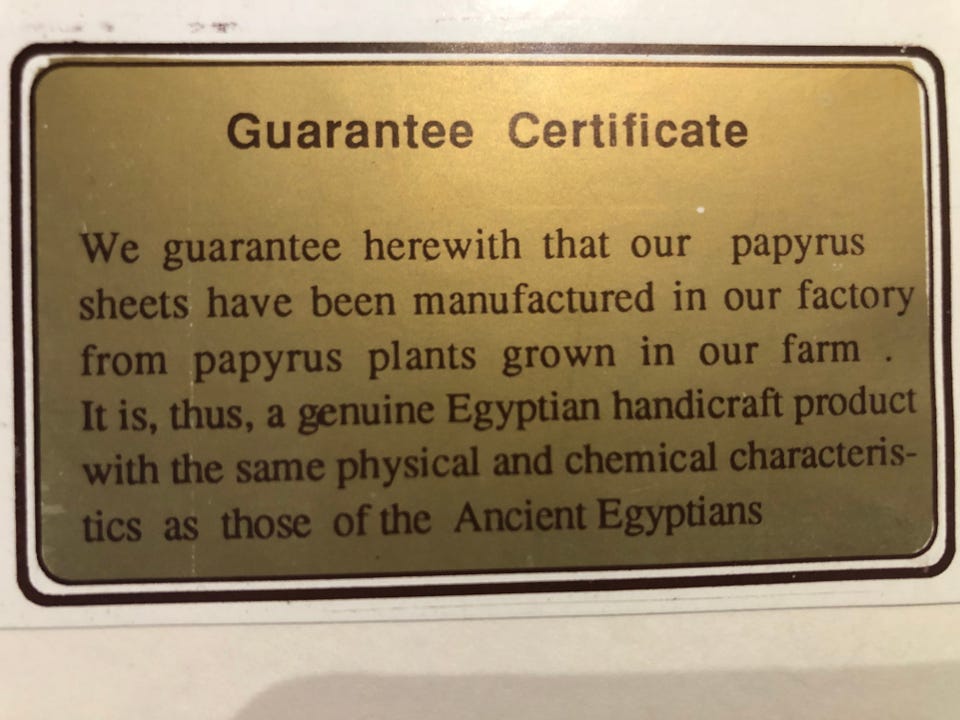 Guarantee Certificate
We guarantee herewith that our papyrus
sheets have been manufactured in our factory
from papyrus plants grown in our farm .
It is, thus, a genuine Egyptian handicraft product
with the same physical and chemical characteris-
tics as those of the Ancient Egyptians